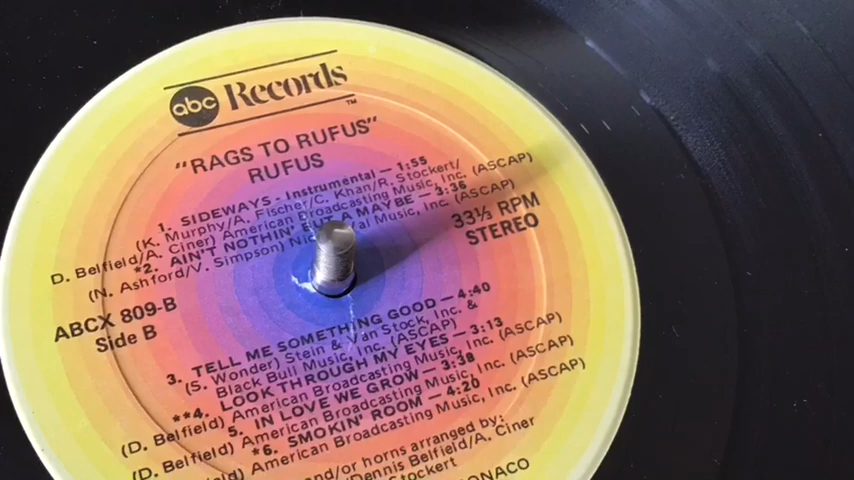 abc Records™
"RAGS TO RUFUS"
RUFUS
1. SIDEWAYS - Instrumental — 1:55
(K. Murphy/A. Fischer/C. Khan/R. Stockert/
D. Belfield/A. Ciner) American Broadcasting Music, Inc. (ASCAP)
*2. AIN'T NOTHIN' BUT A MAYBE — 3:36
(N. Ashford/V. Simpson) Music, Inc. (ASCAP)
33⅓ RPM
STEREO
ABCX 809-B
Side B
3. TELL ME SOMETHING GOOD — 4:40
(S. Wonder) Stein & Van Stock, Inc. &
Black Bull Music, Inc. (ASCAP)
**4. LOOK THROUGH MY EYES — 3:13
(D. Belfield) American Broadcasting Music, Inc. (ASCAP)
5. IN LOVE WE GROW — 3:38
(D. Belfield) American Broadcasting Music, Inc. (ASCAP)
*6. SMOKIN' ROOM — 4:20
American Broadcasting Music, Inc. (ASCAP)
and/or horns arranged by:
/Dennis Belfield/A. Ciner
Stockert